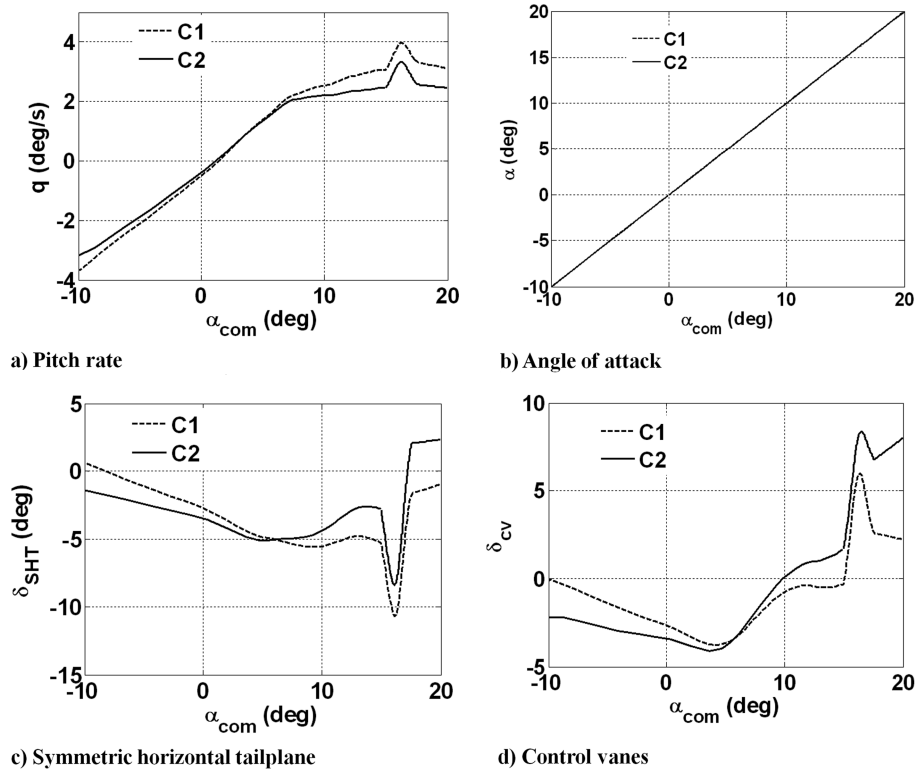 4
2
0
-2
-4
q (deg/s)
C1
C2
-10
0
10
20
α_com (deg)
a) Pitch rate
20
15
10
5
0
-5
-10
α (deg)
C1
C2
-10
0
10
20
α_com (deg)
b) Angle of attack
5
0
-5
-10
-15
δ_SHT (deg)
C1
C2
-10
0
10
20
α_com (deg)
c) Symmetric horizontal tailplane
10
5
0
-5
δ_cv
C1
C2
-10
0
10
20
α_com (deg)
d) Control vanes